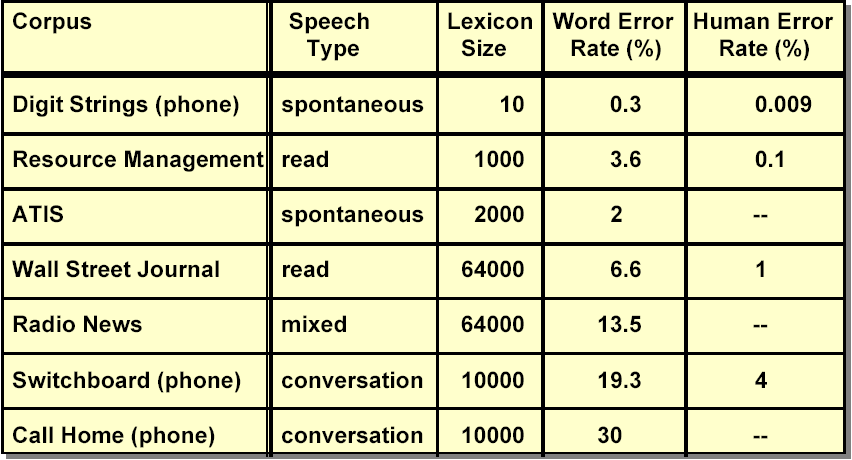 Corpus Speech Type Lexicon Size Word Error Rate (%) Human Error Rate (%)
Digit Strings (phone) spontaneous 10 0.3 0.009
Resource Management read 1000 3.6 0.1
ATIS spontaneous 2000 2 --
Wall Street Journal read 64000 6.6 1
Radio News mixed 64000 13.5 --
Switchboard (phone) conversation 10000 19.3 4
Call Home (phone) conversation 10000 30 --